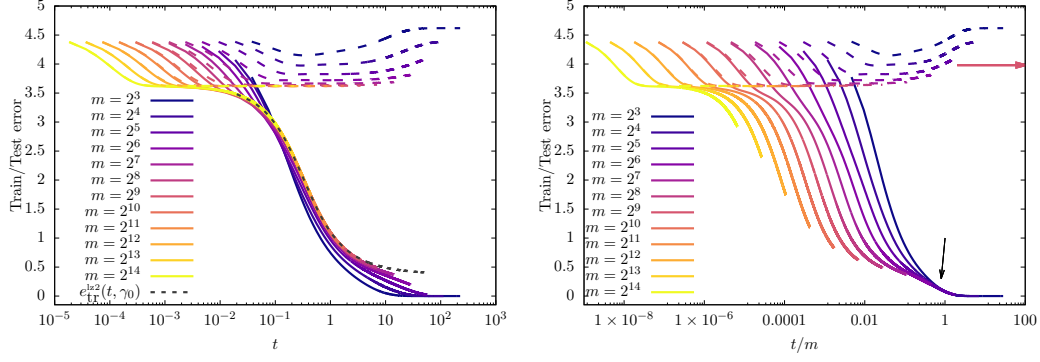 Train/Test error
4.5
4
3.5
3
2.5
2
1.5
1
0.5
0
m = 2^3
m = 2^4
m = 2^5
m = 2^6
m = 2^7
m = 2^8
m = 2^9
m = 2^10
m = 2^11
m = 2^12
m = 2^13
m = 2^14
e_tr^lz2(t, γ_0)
10^−5 10^−4 10^−3 10^−2 10^−1 1 10^1 10^2 10^3
t
Train/Test error
4.5
4
3.5
3
2.5
2
1.5
1
0.5
0
m = 2^3
m = 2^4
m = 2^5
m = 2^6
m = 2^7
m = 2^8
m = 2^9
m = 2^10
m = 2^11
m = 2^12
m = 2^13
m = 2^14
1 × 10^−8 1 × 10^−6 0.0001 0.01 1 100
t/m